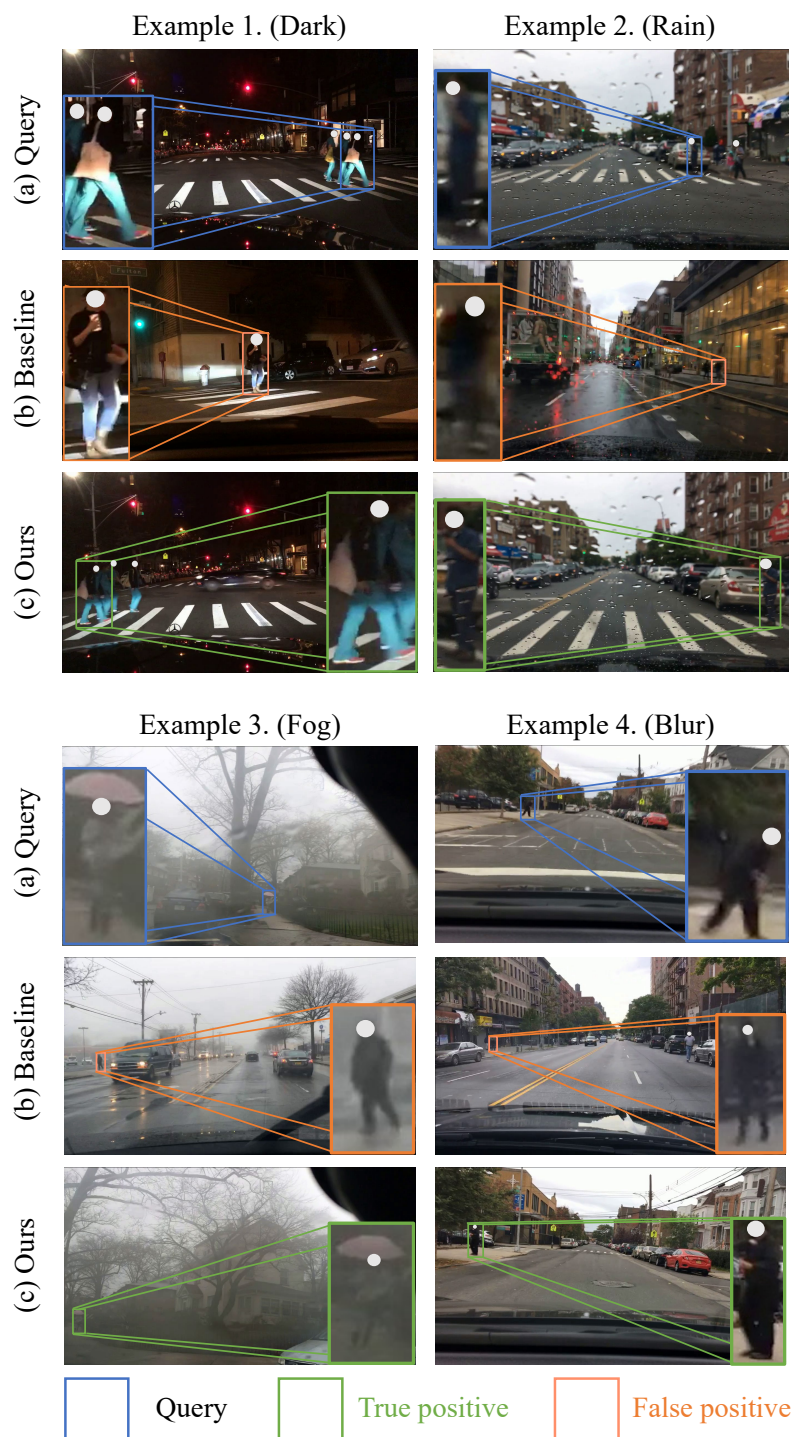 Example 1. (Dark)
Example 2. (Rain)
(a) Query
(b) Baseline
(c) Ours
Example 3. (Fog)
Example 4. (Blur)
(a) Query
(b) Baseline
(c) Ours
Query
True positive
False positive